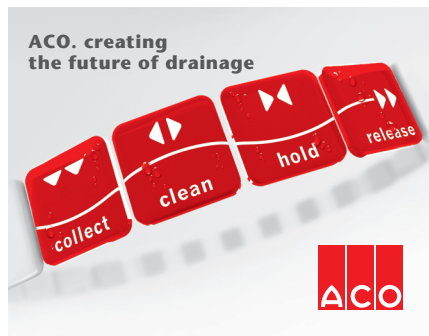 ACO. creating
the future of drainage
collect
clean
hold
release
ACO